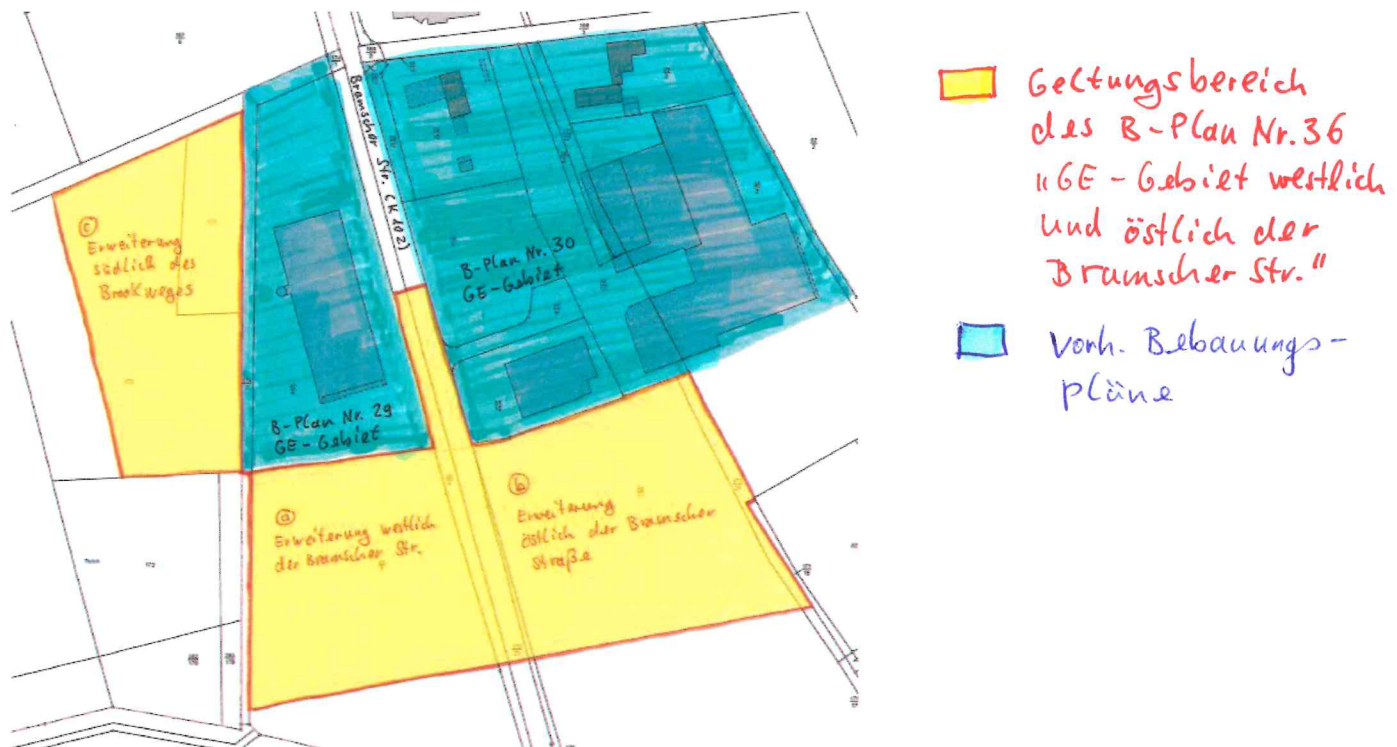 Bramscher Str. (K 102)
ⓒ
Erweiterung
südlich des
Brookweges
B-Plan Nr. 30
GE-Gebiet
B-Plan Nr. 29
GE-Gebiet
ⓐ
Erweiterung westlich
der Bramscher Str.
ⓑ
Erweiterung
östlich der Bramscher
Straße
Geltungsbereich
des B-Plan Nr. 36
„GE-Gebiet westlich
und östlich der
Bramscher Str."
vorh. Bebauungs-
pläne